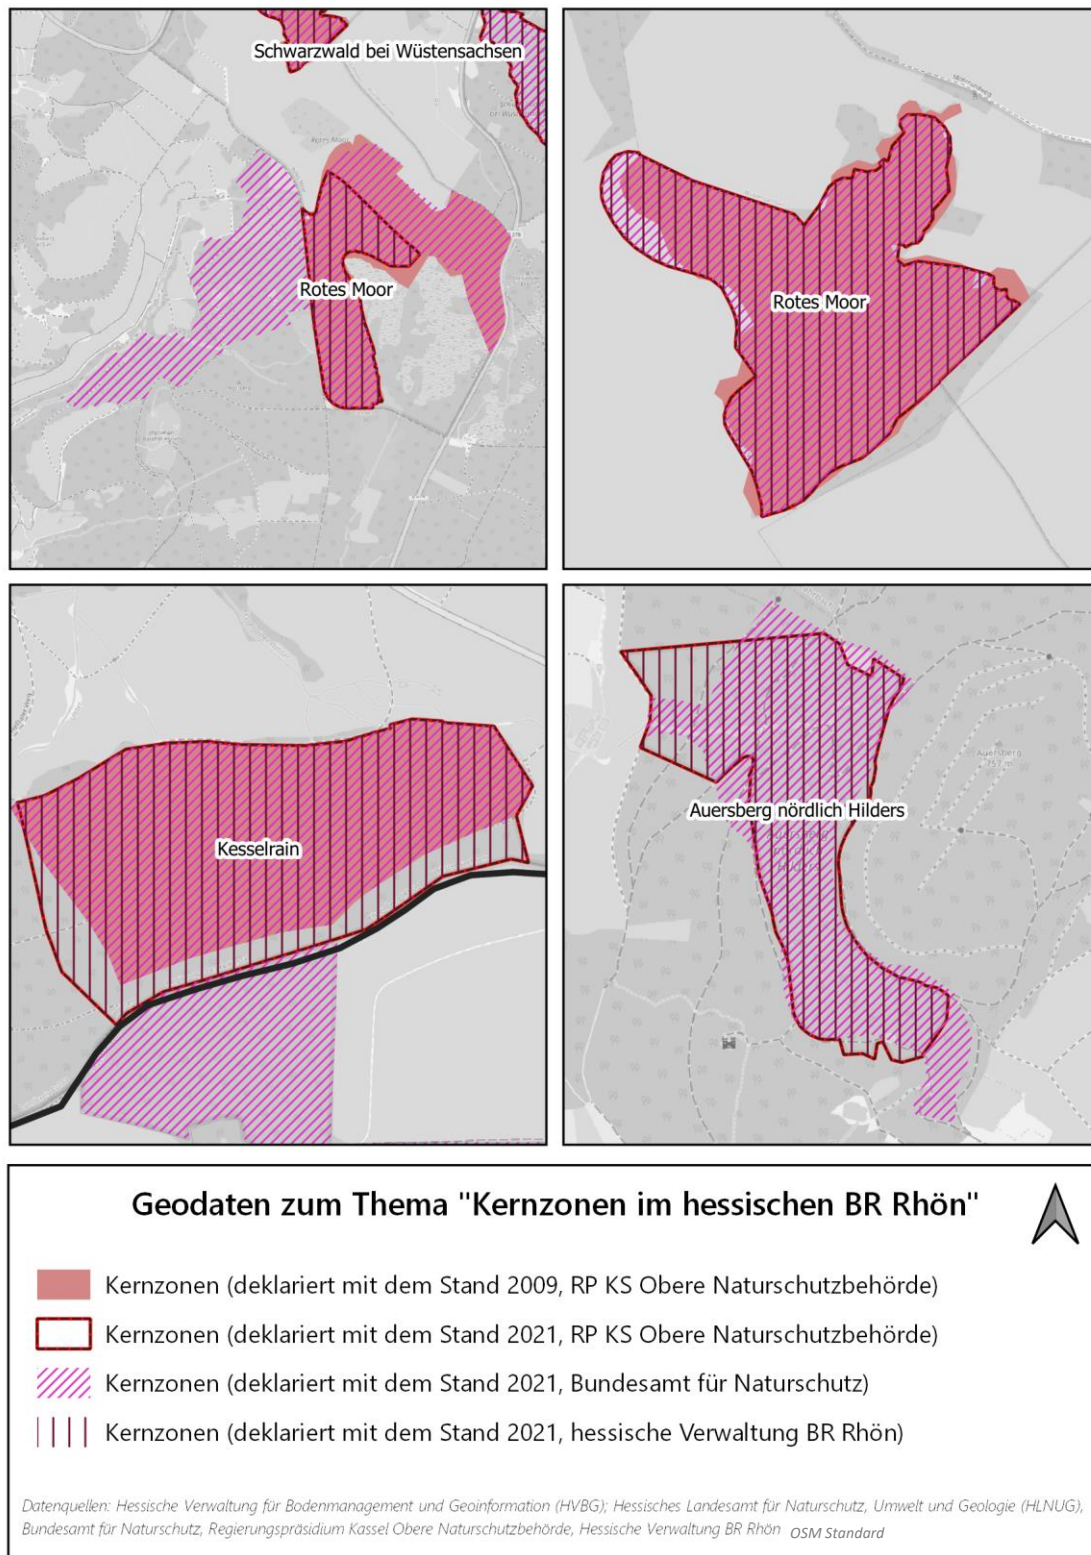 Schwarzwald bei Wüstensachsen
Rotes Moor
Rotes Moor
Rotes Moor
Kesselrain
Auersberg
757 m
Auersberg nördlich Hilders
Geodaten zum Thema "Kernzonen im hessischen BR Rhön"
Kernzonen (deklariert mit dem Stand 2009, RP KS Obere Naturschutzbehörde)
Kernzonen (deklariert mit dem Stand 2021, RP KS Obere Naturschutzbehörde)
Kernzonen (deklariert mit dem Stand 2021, Bundesamt für Naturschutz)
Kernzonen (deklariert mit dem Stand 2021, hessische Verwaltung BR Rhön)
Datenquellen: Hessische Verwaltung für Bodenmanagement und Geoinformation (HVBG); Hessisches Landesamt für Naturschutz, Umwelt und Geologie (HLNUG),
Bundesamt für Naturschutz, Regierungspräsidium Kassel Obere Naturschutzbehörde, Hessische Verwaltung BR Rhön OSM Standard